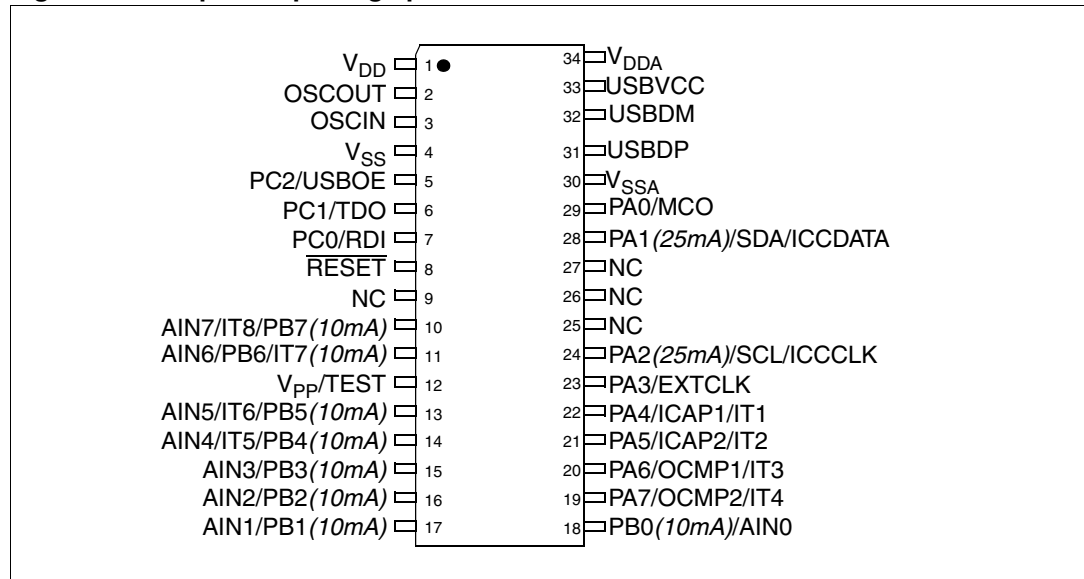 V_DD 1 34 V_DDA
OSCOUT 2 33 USBVCC
OSCIN 3 32 USBDM
V_SS 4 31 USBDP
PC2/USBOE 5 30 V_SSA
PC1/TDO 6 29 PA0/MCO
PC0/RDI 7 28 PA1(25mA)/SDA/ICCDATA
RESET 8 27 NC
NC 9 26 NC
AIN7/IT8/PB7(10mA) 10 25 NC
AIN6/PB6/IT7(10mA) 11 24 PA2(25mA)/SCL/ICCCLK
V_PP/TEST 12 23 PA3/EXTCLK
AIN5/IT6/PB5(10mA) 13 22 PA4/ICAP1/IT1
AIN4/IT5/PB4(10mA) 14 21 PA5/ICAP2/IT2
AIN3/PB3(10mA) 15 20 PA6/OCMP1/IT3
AIN2/PB2(10mA) 16 19 PA7/OCMP2/IT4
AIN1/PB1(10mA) 17 18 PB0(10mA)/AIN0